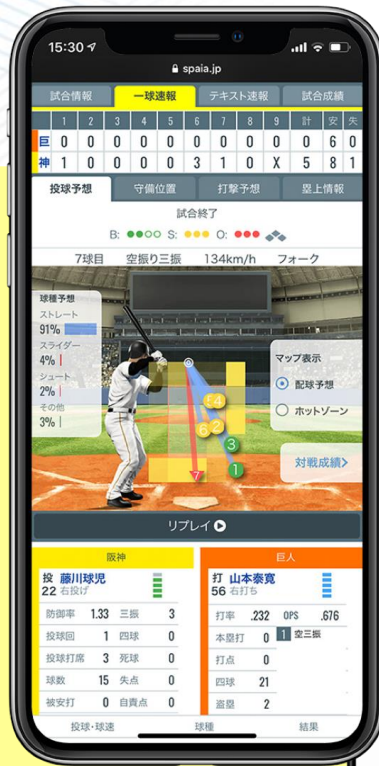 15:30
spaia.jp
試合情報 一球速報 テキスト速報 試合成績
1 2 3 4 5 6 7 8 9 計 安 失
巨 0 0 0 0 0 0 0 0 0 0 6 0
神 1 0 0 0 0 3 1 0 X 5 8 1
投球予想 守備位置 打撃予想 塁上情報
試合終了
B: S: O:
7球目 空振り三振 134km/h フォーク
球種予想
ストレート
91%
スライダー
4%
シュート
2%
その他
3%
マップ表示
配球予想
ホットゾーン
4
6 2
3
1
7
対戦成績>
リプレイ
阪神
投 藤川球児
22 右投げ
防御率 1.33 三振 3
投球回 1 四球 0
投球打席 3 死球 0
球数 15 失点 0
被安打 0 自責点 0
巨人
打 山本泰寛
56 右打ち
打率 .232 OPS .676
本塁打 0 1 空三振
打点 0
四球 21
盗塁 2
投球・球速 球種 結果